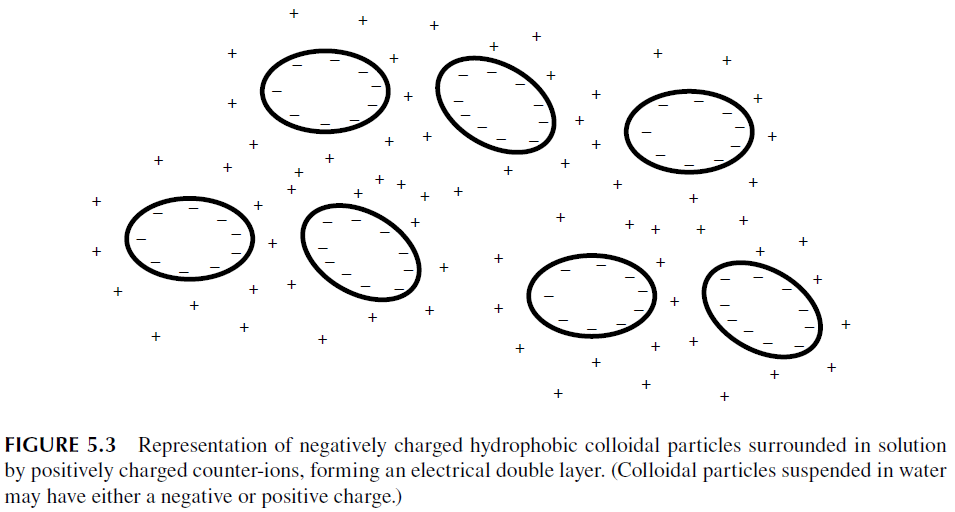 FIGURE 5.3 Representation of negatively charged hydrophobic colloidal particles surrounded in solution
by positively charged counter-ions, forming an electrical double layer. (Colloidal particles suspended in water
may have either a negative or positive charge.)